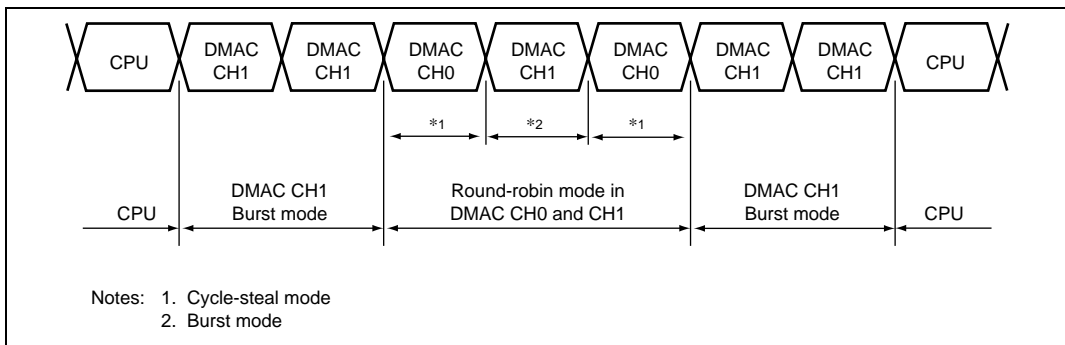 CPU
DMAC
CH1
DMAC
CH1
DMAC
CH0
DMAC
CH1
DMAC
CH0
DMAC
CH1
DMAC
CH1
CPU
*1
*2
*1
CPU
DMAC CH1
Burst mode
Round-robin mode in
DMAC CH0 and CH1
DMAC CH1
Burst mode
CPU
Notes: 1. Cycle-steal mode
2. Burst mode